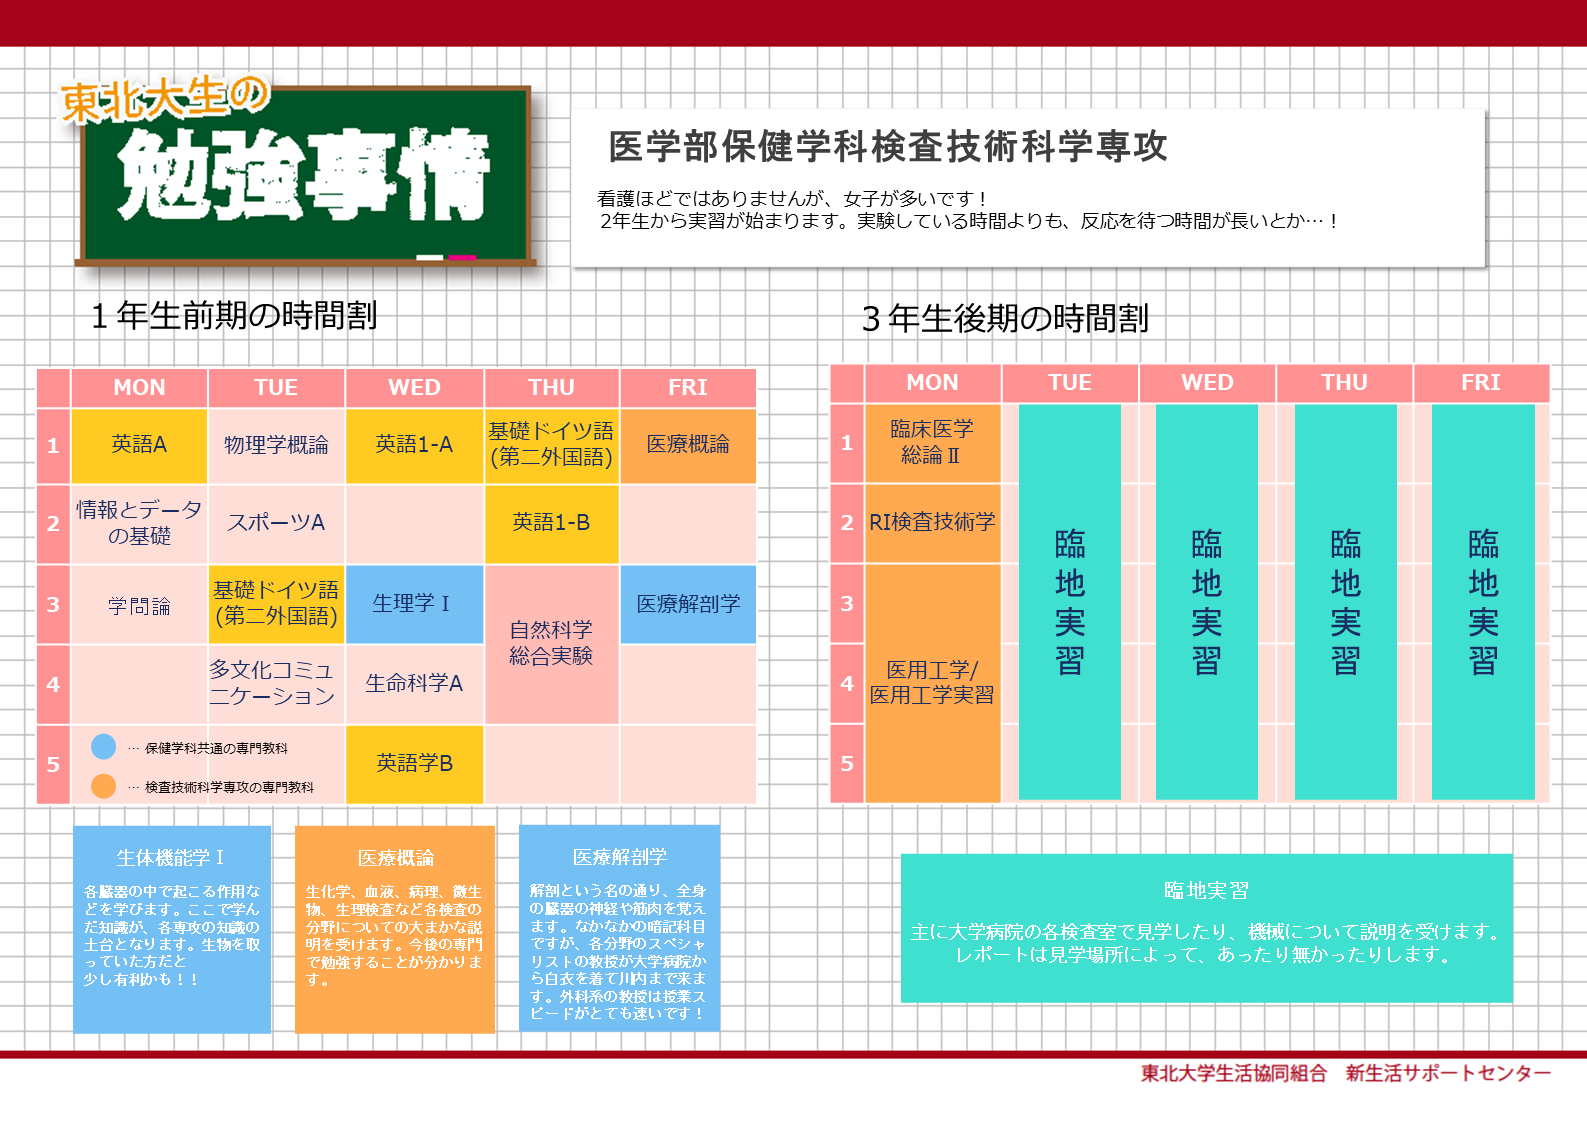 東北大生の
勉強事情
医学部保健学科検査技術科学専攻
看護ほどではありませんが、女子が多いです！
2年生から実習が始まります。実験している時間よりも、反応を待つ時間が長いとか…！
１年生前期の時間割
MON TUE WED THU FRI
1 英語A 物理学概論 英語1-A 基礎ドイツ語 医療概論
(第二外国語)
2 情報とデータ スポーツA 英語1-B
の基礎
3 学問論 基礎ドイツ語 生理学Ⅰ 医療解剖学
(第二外国語)
自然科学
総合実験
4 多文化コミュ 生命科学A
ニケーション
5 英語学B
… 保健学科共通の専門教科
… 検査技術科学専攻の専門教科
３年生後期の時間割
MON TUE WED THU FRI
1 臨床医学
総論Ⅱ
2 RI検査技術学
3
4 医用工学/
医用工学実習
5
臨地実習
臨地実習
臨地実習
臨地実習
生体機能学Ⅰ
各臓器の中で起こる作用な
どを学びます。ここで学ん
だ知識が、各専攻の知識の
土台となります。生物を取
っていた方だと
少し有利かも！！
医療概論
生化学、血液、病理、微生
物、生理検査など各検査の
分野についての大まかな説
明を受けます。今後の専門
で勉強することが分かりま
す。
医療解剖学
解剖という名の通り、全身
の臓器の神経や筋肉を覚え
ます。なかなかの暗記科目
ですが、各分野のスペシャ
リストの教授が大学病院か
ら白衣を着て川内まで来ま
す。外科系の教授は授業ス
ピードがとても速いです！
臨地実習
主に大学病院の各検査室で見学したり、機械について説明を受けます。
レポートは見学場所によって、あったり無かったりします。
東北大学生活協同組合　新生活サポートセンター